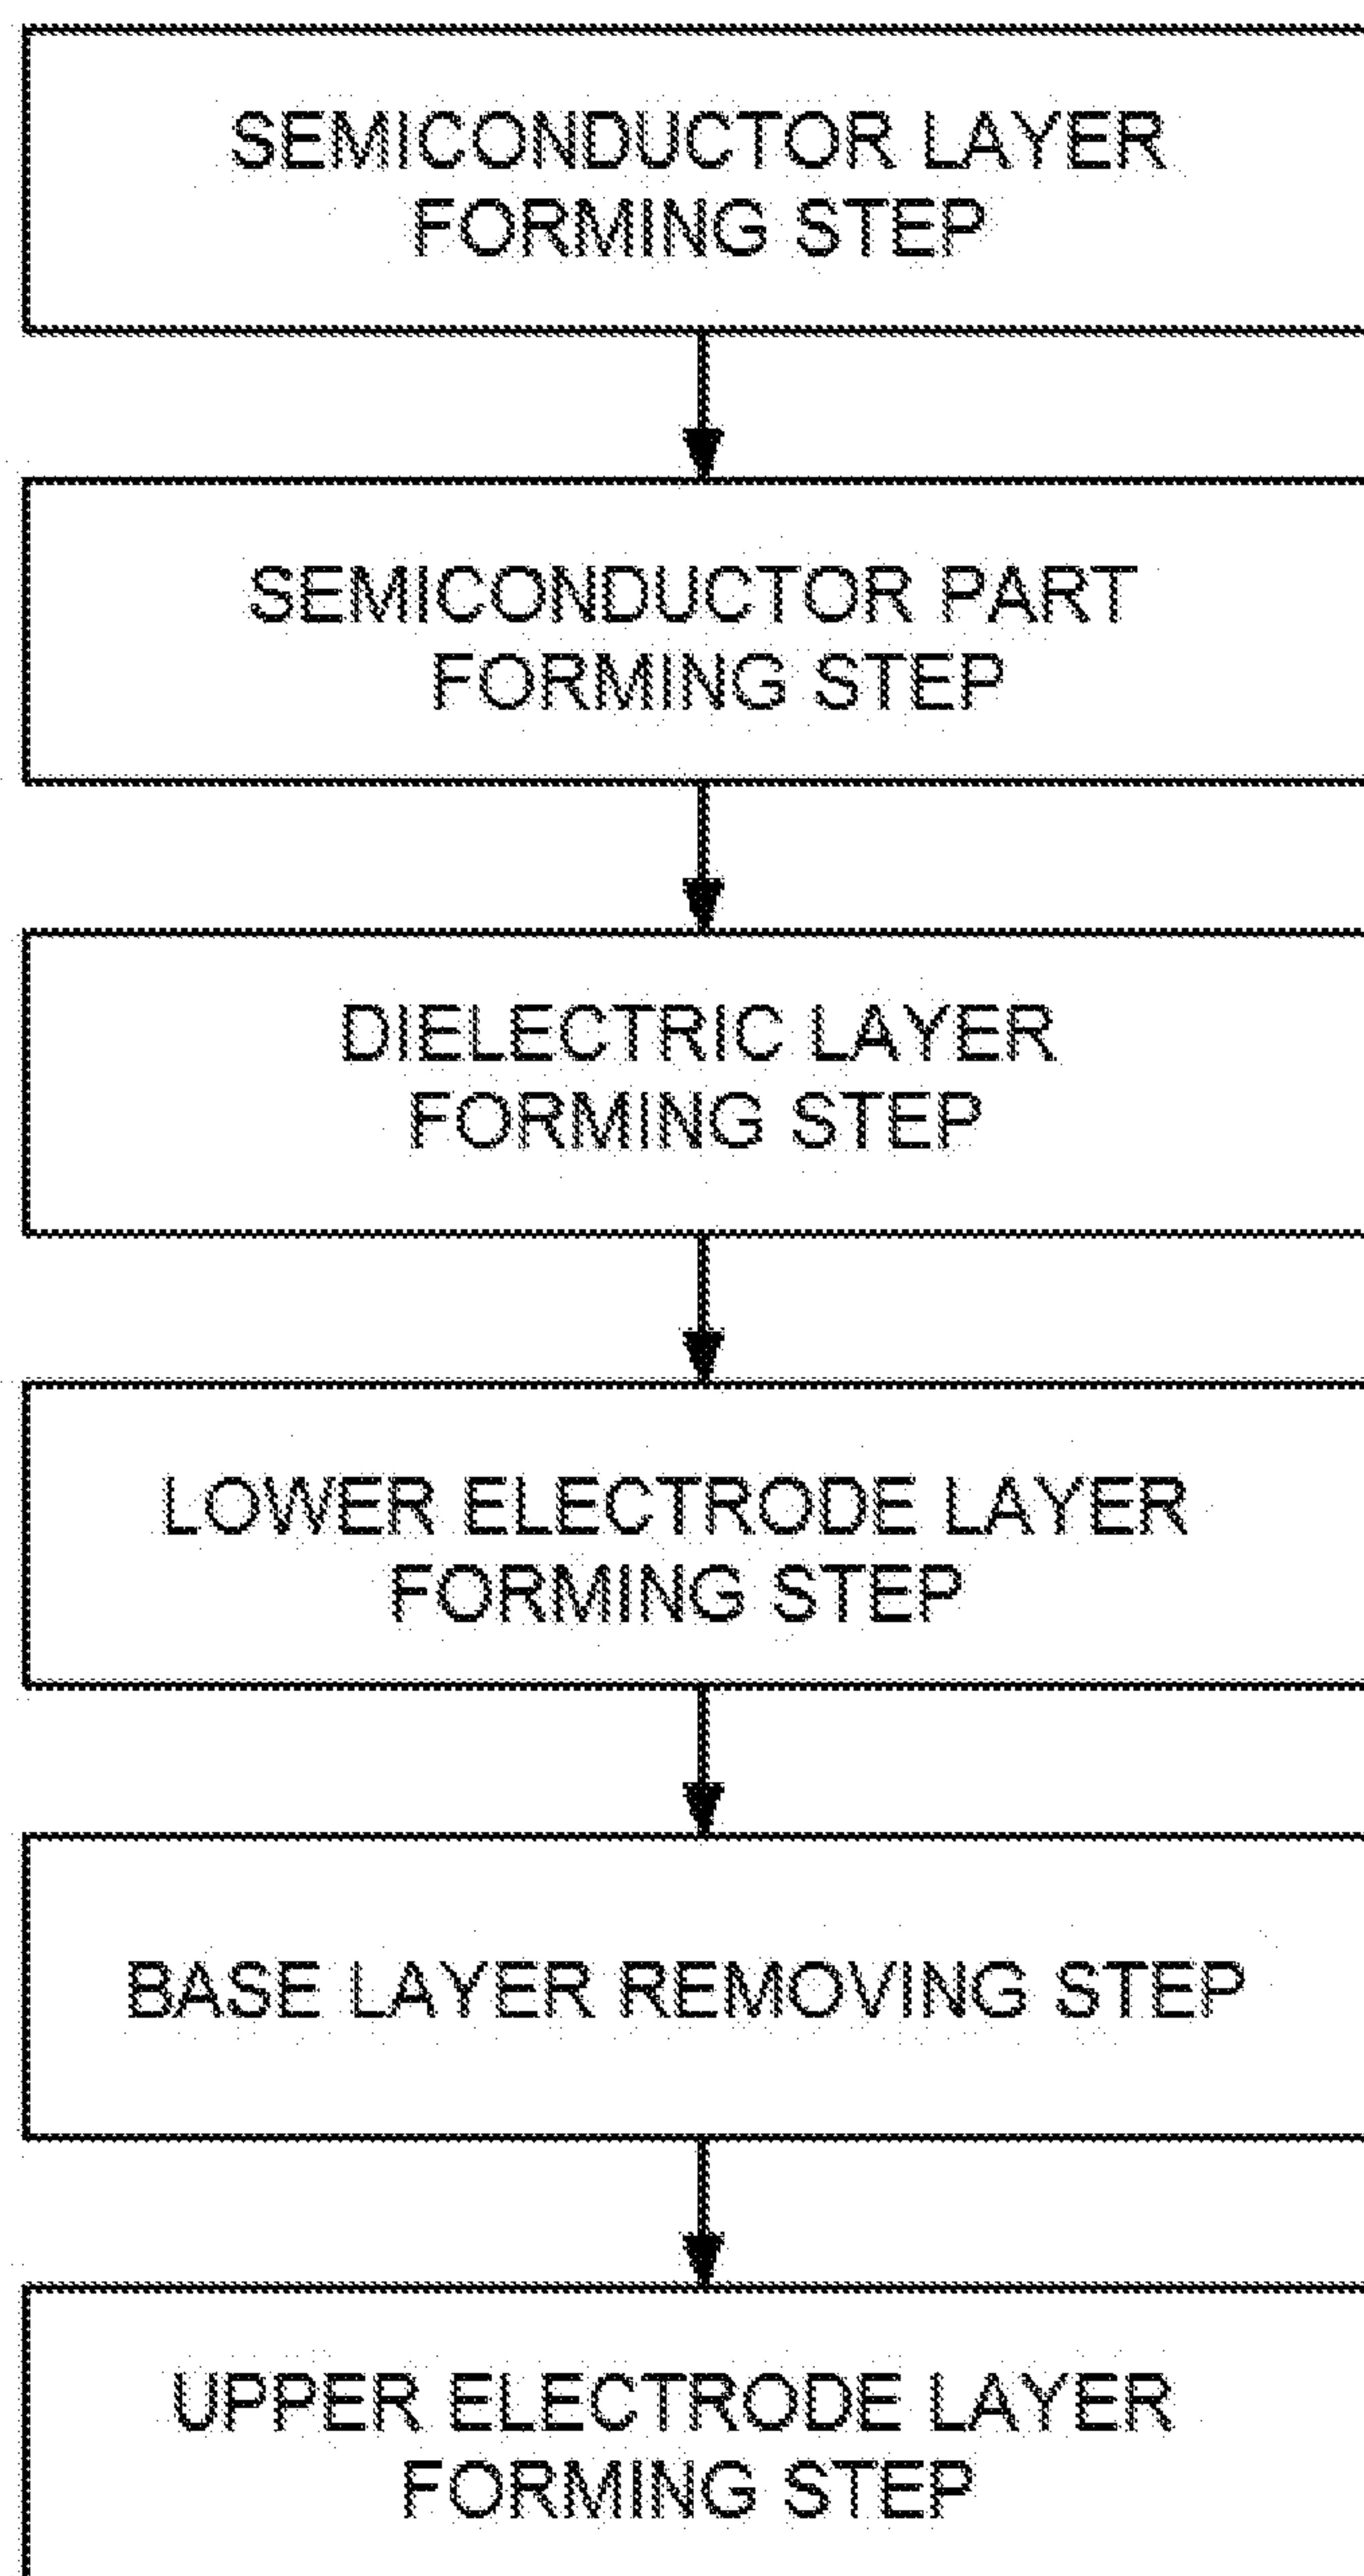 SEMICONDUCTOR LAYER
FORMING STEP
SEMICONDUCTOR PART
FORMING STEP
DIELECTRIC LAYER
FORMING STEP
LOWER ELECTRODE LAYER
FORMING STEP
BASE LAYER REMOVING STEP
UPPER ELECTRODE LAYER
FORMING STEP